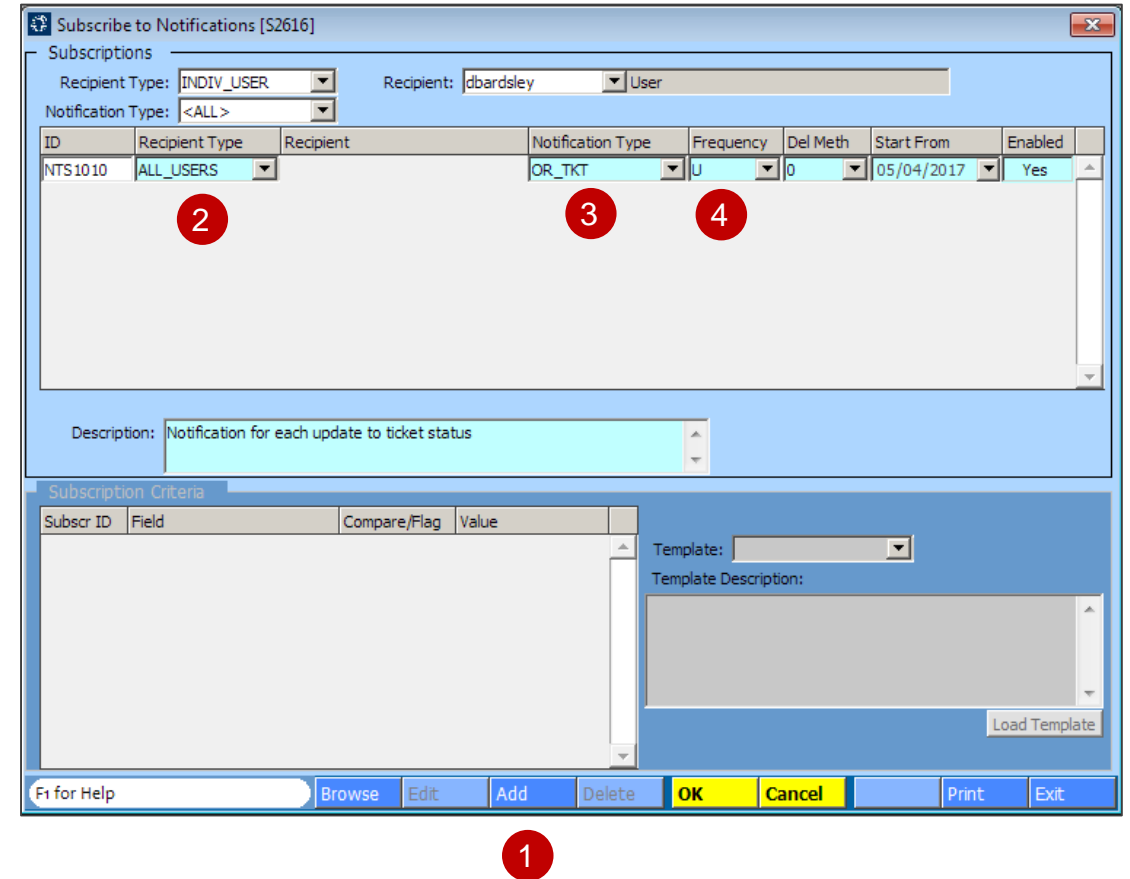 Subscribe to Notifications [S2616]
Subscriptions
Recipient Type: INDIV_USER Recipient: dbardsley User
Notification Type: <ALL>
ID Recipient Type Recipient Notification Type Frequency Del Meth Start From Enabled
NTS1010 ALL_USERS OR_TKT U 0 05/04/2017 Yes
2 3 4
Description: Notification for each update to ticket status
Subscription Criteria
Subscr ID Field Compare/Flag Value
Template:
Template Description:
Load Template
F1 for Help Browse Edit Add Delete OK Cancel Print Exit
1